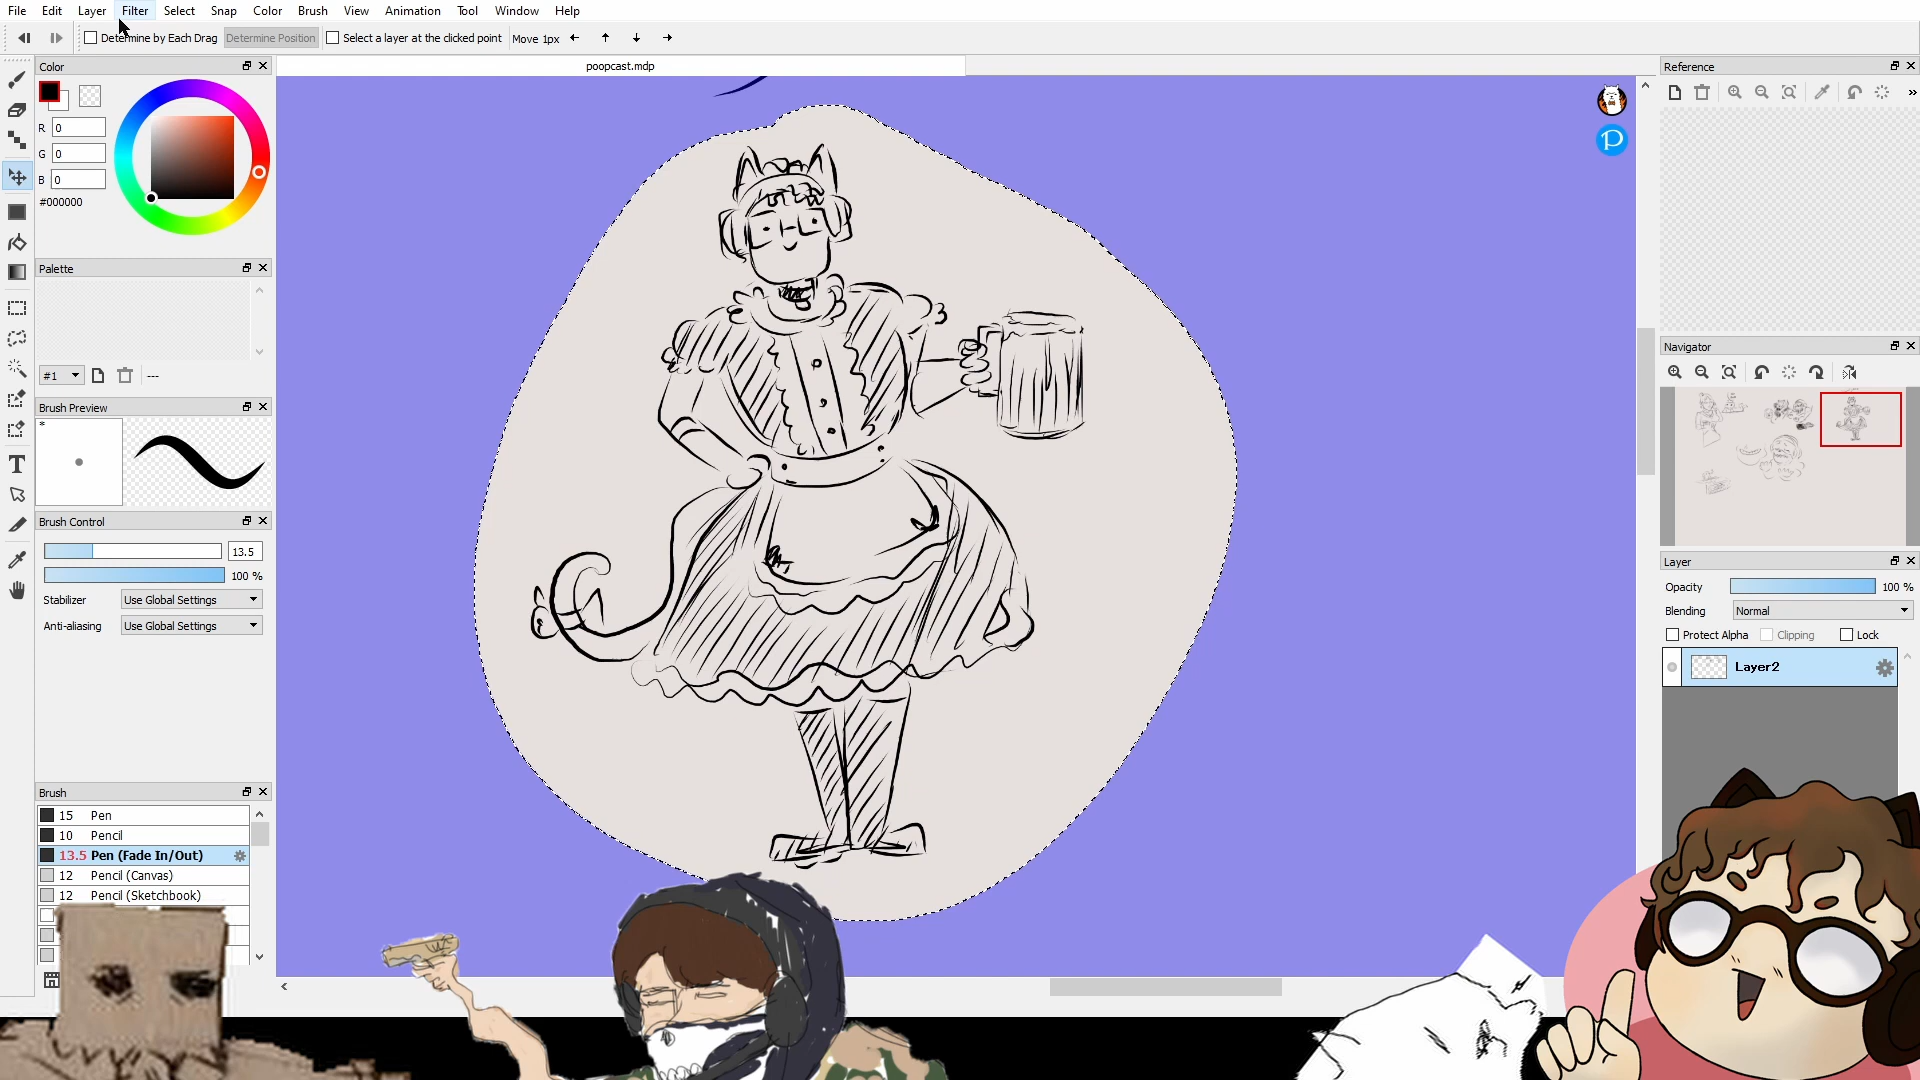 File Edit Layer Filter Select Snap Color Brush View Animation Tool Window Help
Determine by Each Drag Determine Position Select a layer at the clicked point Move 1px
Color
poopcast.mdp
Reference
R 0
G 0
B 0
#000000
Palette
#1 ---
Navigator
Brush Preview
*
Brush Control
13.5
100 %
Stabilizer Use Global Settings
Anti-aliasing Use Global Settings
Layer
Opacity 100 %
Blending Normal
Protect Alpha Clipping Lock
Layer2
Brush
15 Pen
10 Pencil
13.5 Pen (Fade In/Out)
12 Pencil (Canvas)
12 Pencil (Sketchbook)